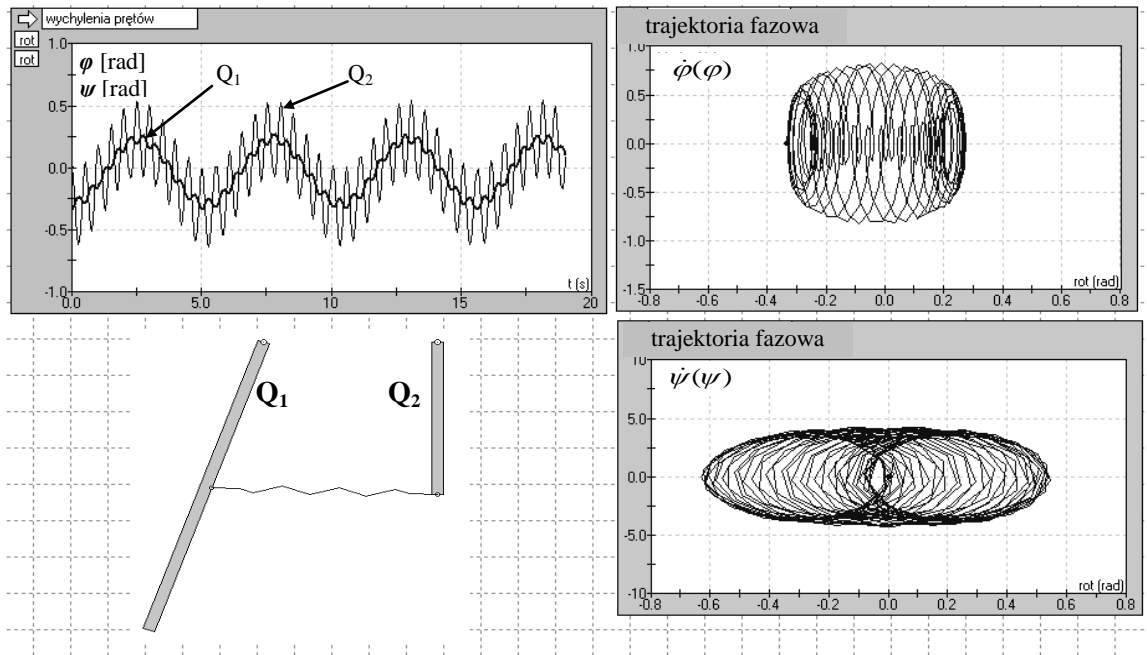 wychylenia prętów
rot
rot
φ [rad]
ψ [rad]
Q1
Q2
1.0
0.5
0.0
-0.5
-1.0
0.0
5.0
10
15
20
t (s)
trajektoria fazowa
φ̇(φ)
1.0
0.5
0.0
-0.5
-1.0
-1.5
-0.8
-0.6
-0.4
-0.2
0.0
0.2
0.4
0.6
0.8
rot (rad)
Q1
Q2
trajektoria fazowa
ψ̇(ψ)
10
5.0
0.0
-5.0
-10
-0.8
-0.6
-0.4
-0.2
0.0
0.2
0.4
0.6
0.8
rot (rad)